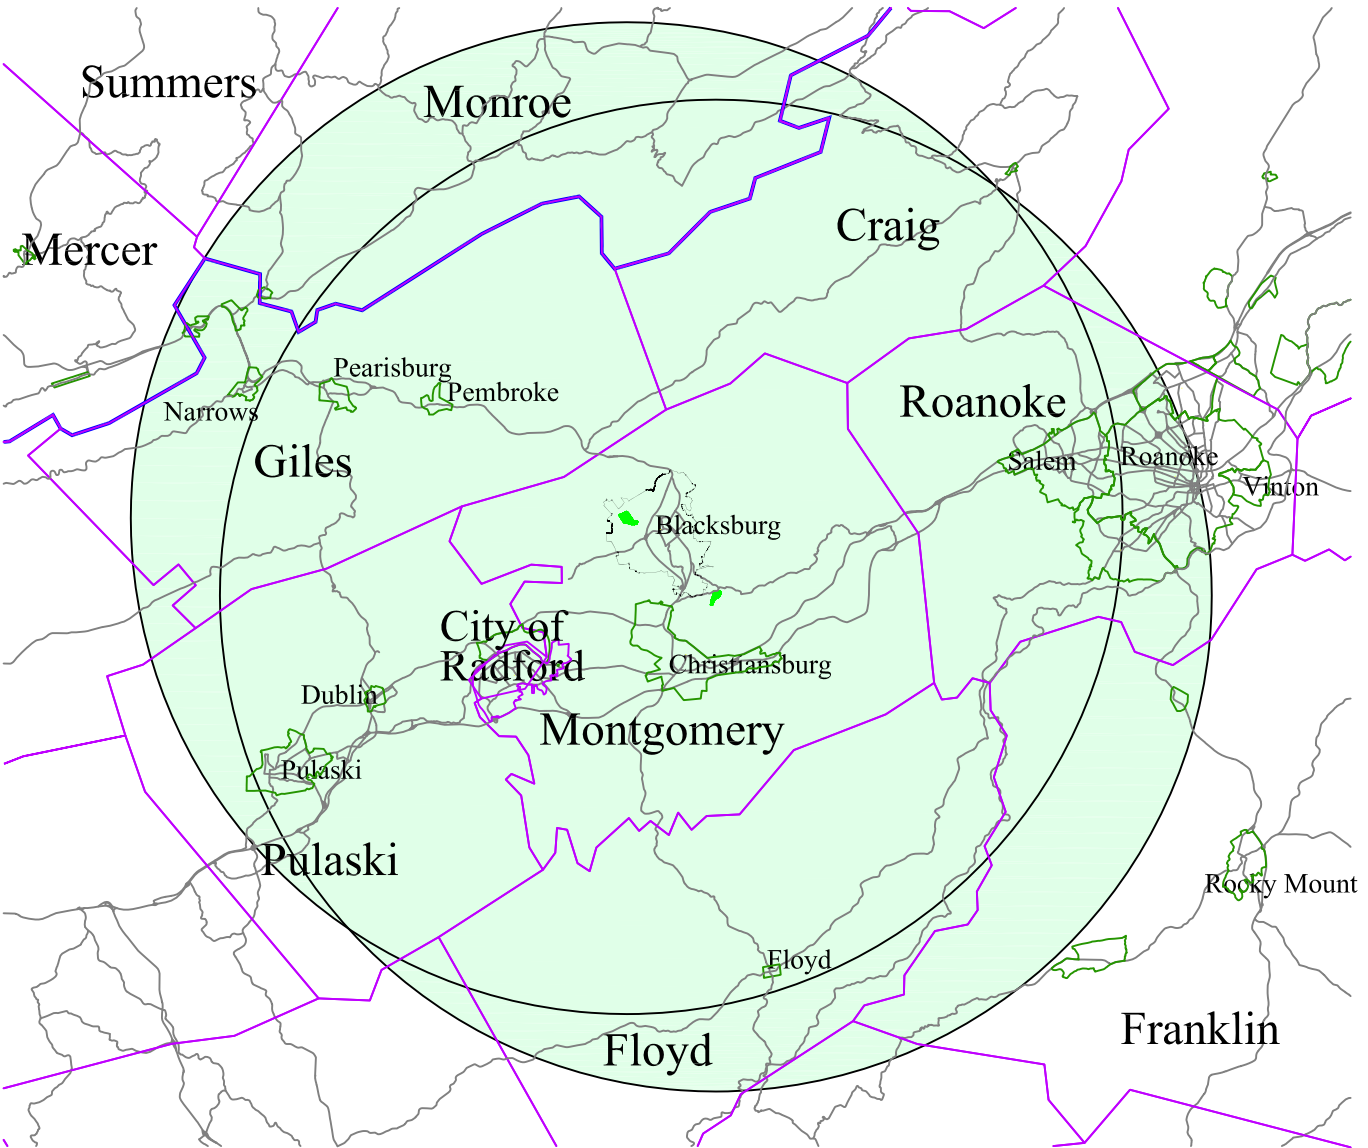 Summers
Monroe
Mercer
Craig
Pearisburg
Pembroke
Narrows
Roanoke
Giles
Salem
Roanoke
Vinton
Blacksburg
City of
Radford
Christiansburg
Dublin
Montgomery
Pulaski
Pulaski
Rocky Mount
Floyd
Franklin
Floyd